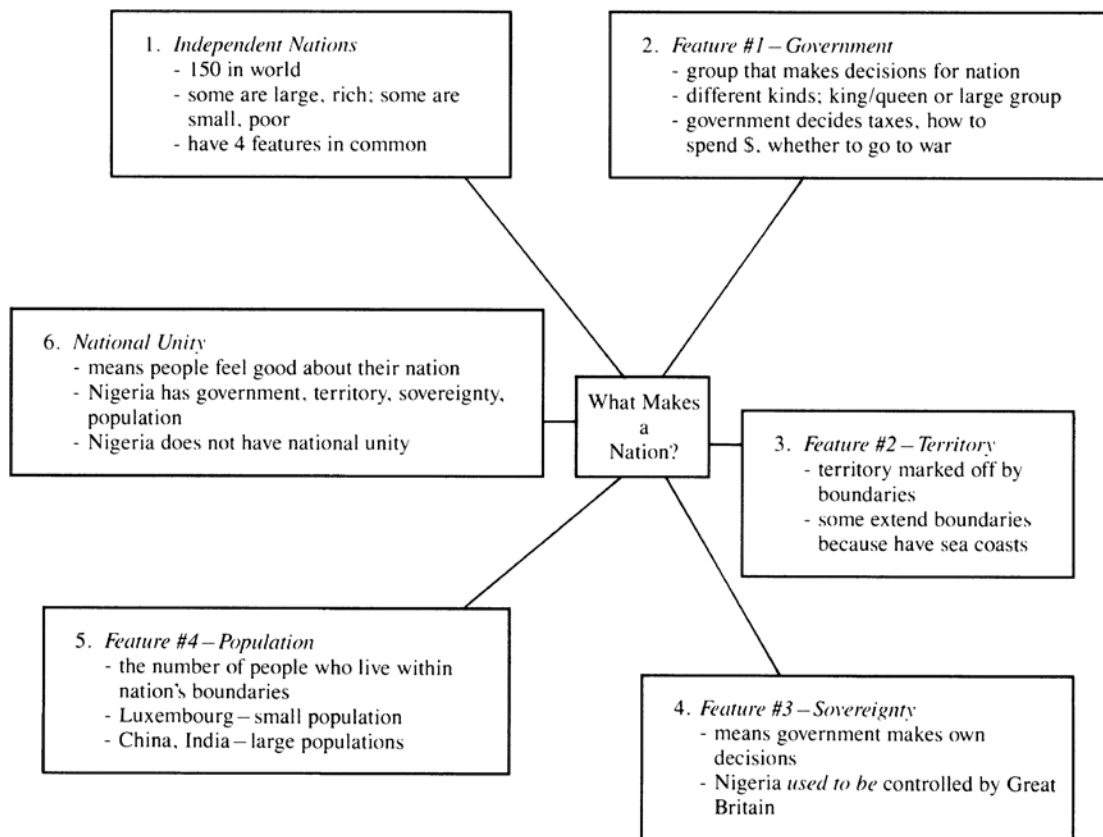 1. Independent Nations
- 150 in world
- some are large, rich; some are
small, poor
- have 4 features in common
2. Feature #1–Government
- group that makes decisions for nation
- different kinds; king/queen or large group
- government decides taxes, how to
spend $, whether to go to war
6. National Unity
- means people feel good about their nation
- Nigeria has government, territory, sovereignty,
population
- Nigeria does not have national unity
What Makes
a
Nation?
3. Feature #2–Territory
- territory marked off by
boundaries
- some extend boundaries
because have sea coasts
5. Feature #4–Population
- the number of people who live within
nation's boundaries
- Luxembourg–small population
- China, India–large populations
4. Feature #3–Sovereignty
- means government makes own
decisions
- Nigeria used to be controlled by Great
Britain